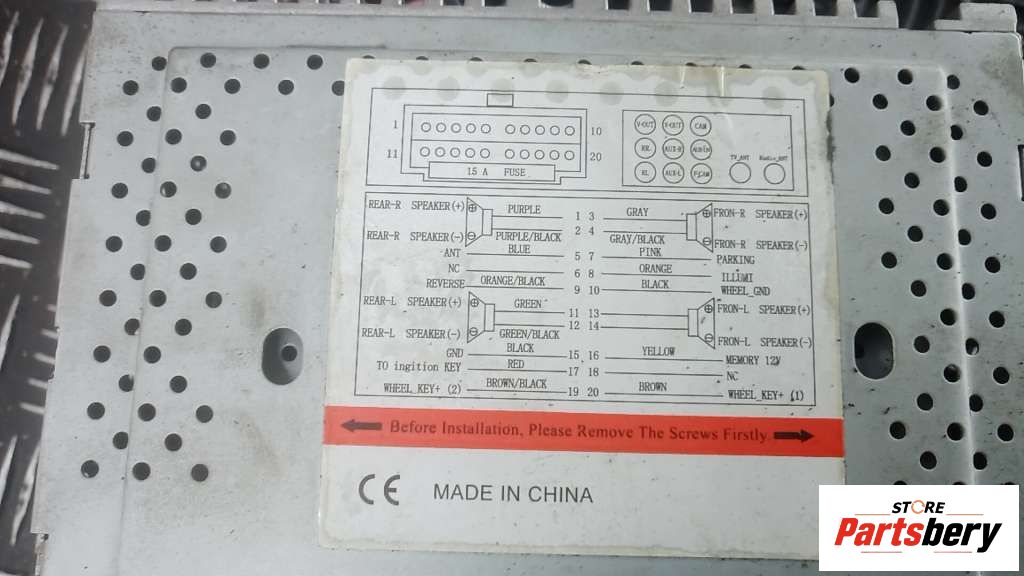 1
10
11
20
15 A FUSE
V-OUT V-OUT CAM
RR AUX-R AUDIN
RL AUX-L F.CAM
TV_ANT Radio_ANT
REAR-R SPEAKER(+) PURPLE 1 3 GRAY FRON-R SPEAKER(+)
REAR-R SPEAKER(-) PURPLE/BLACK 2 4 GRAY/BLACK FRON-R SPEAKER(-)
ANT BLUE 5 7 PINK PARKING
NC 6 8 ORANGE ILLUMI
REVERSE ORANGE/BLACK 9 10 BLACK WHEEL_GND
REAR-L SPEAKER(+) GREEN 11 13 FRON-L SPEAKER(+)
REAR-L SPEAKER(-) GREEN/BLACK 12 14 FRON-L SPEAKER(-)
GND BLACK 15 16 YELLOW MEMORY 12V
TO ingition KEY RED 17 18 NC
WHEEL_KEY+ (2) BROWN/BLACK 19 20 BROWN WHEEL_KEY+ (1)
Before Installation, Please Remove The Screws Firstly
CE MADE IN CHINA
STORE
Partsbery